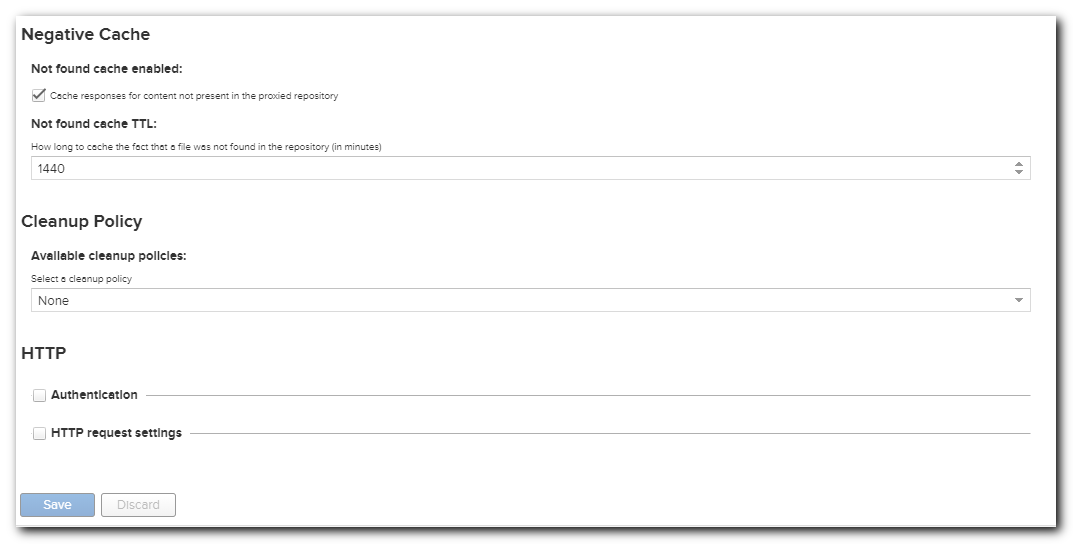 Negative Cache
Not found cache enabled:
Cache responses for content not present in the proxied repository
Not found cache TTL:
How long to cache the fact that a file was not found in the repository (in minutes)
1440
Cleanup Policy
Available cleanup policies:
Select a cleanup policy
None
HTTP
Authentication
HTTP request settings
Save Discard